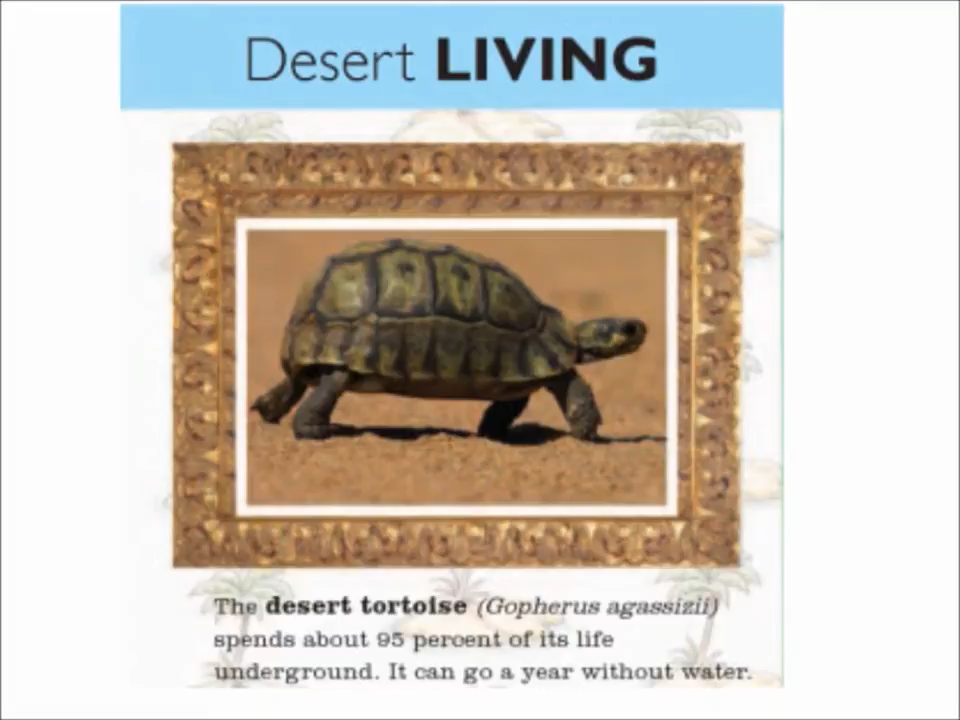 Desert LIVING
The desert tortoise (Gopherus agassizii)
spends about 95 percent of its life
underground. It can go a year without water.